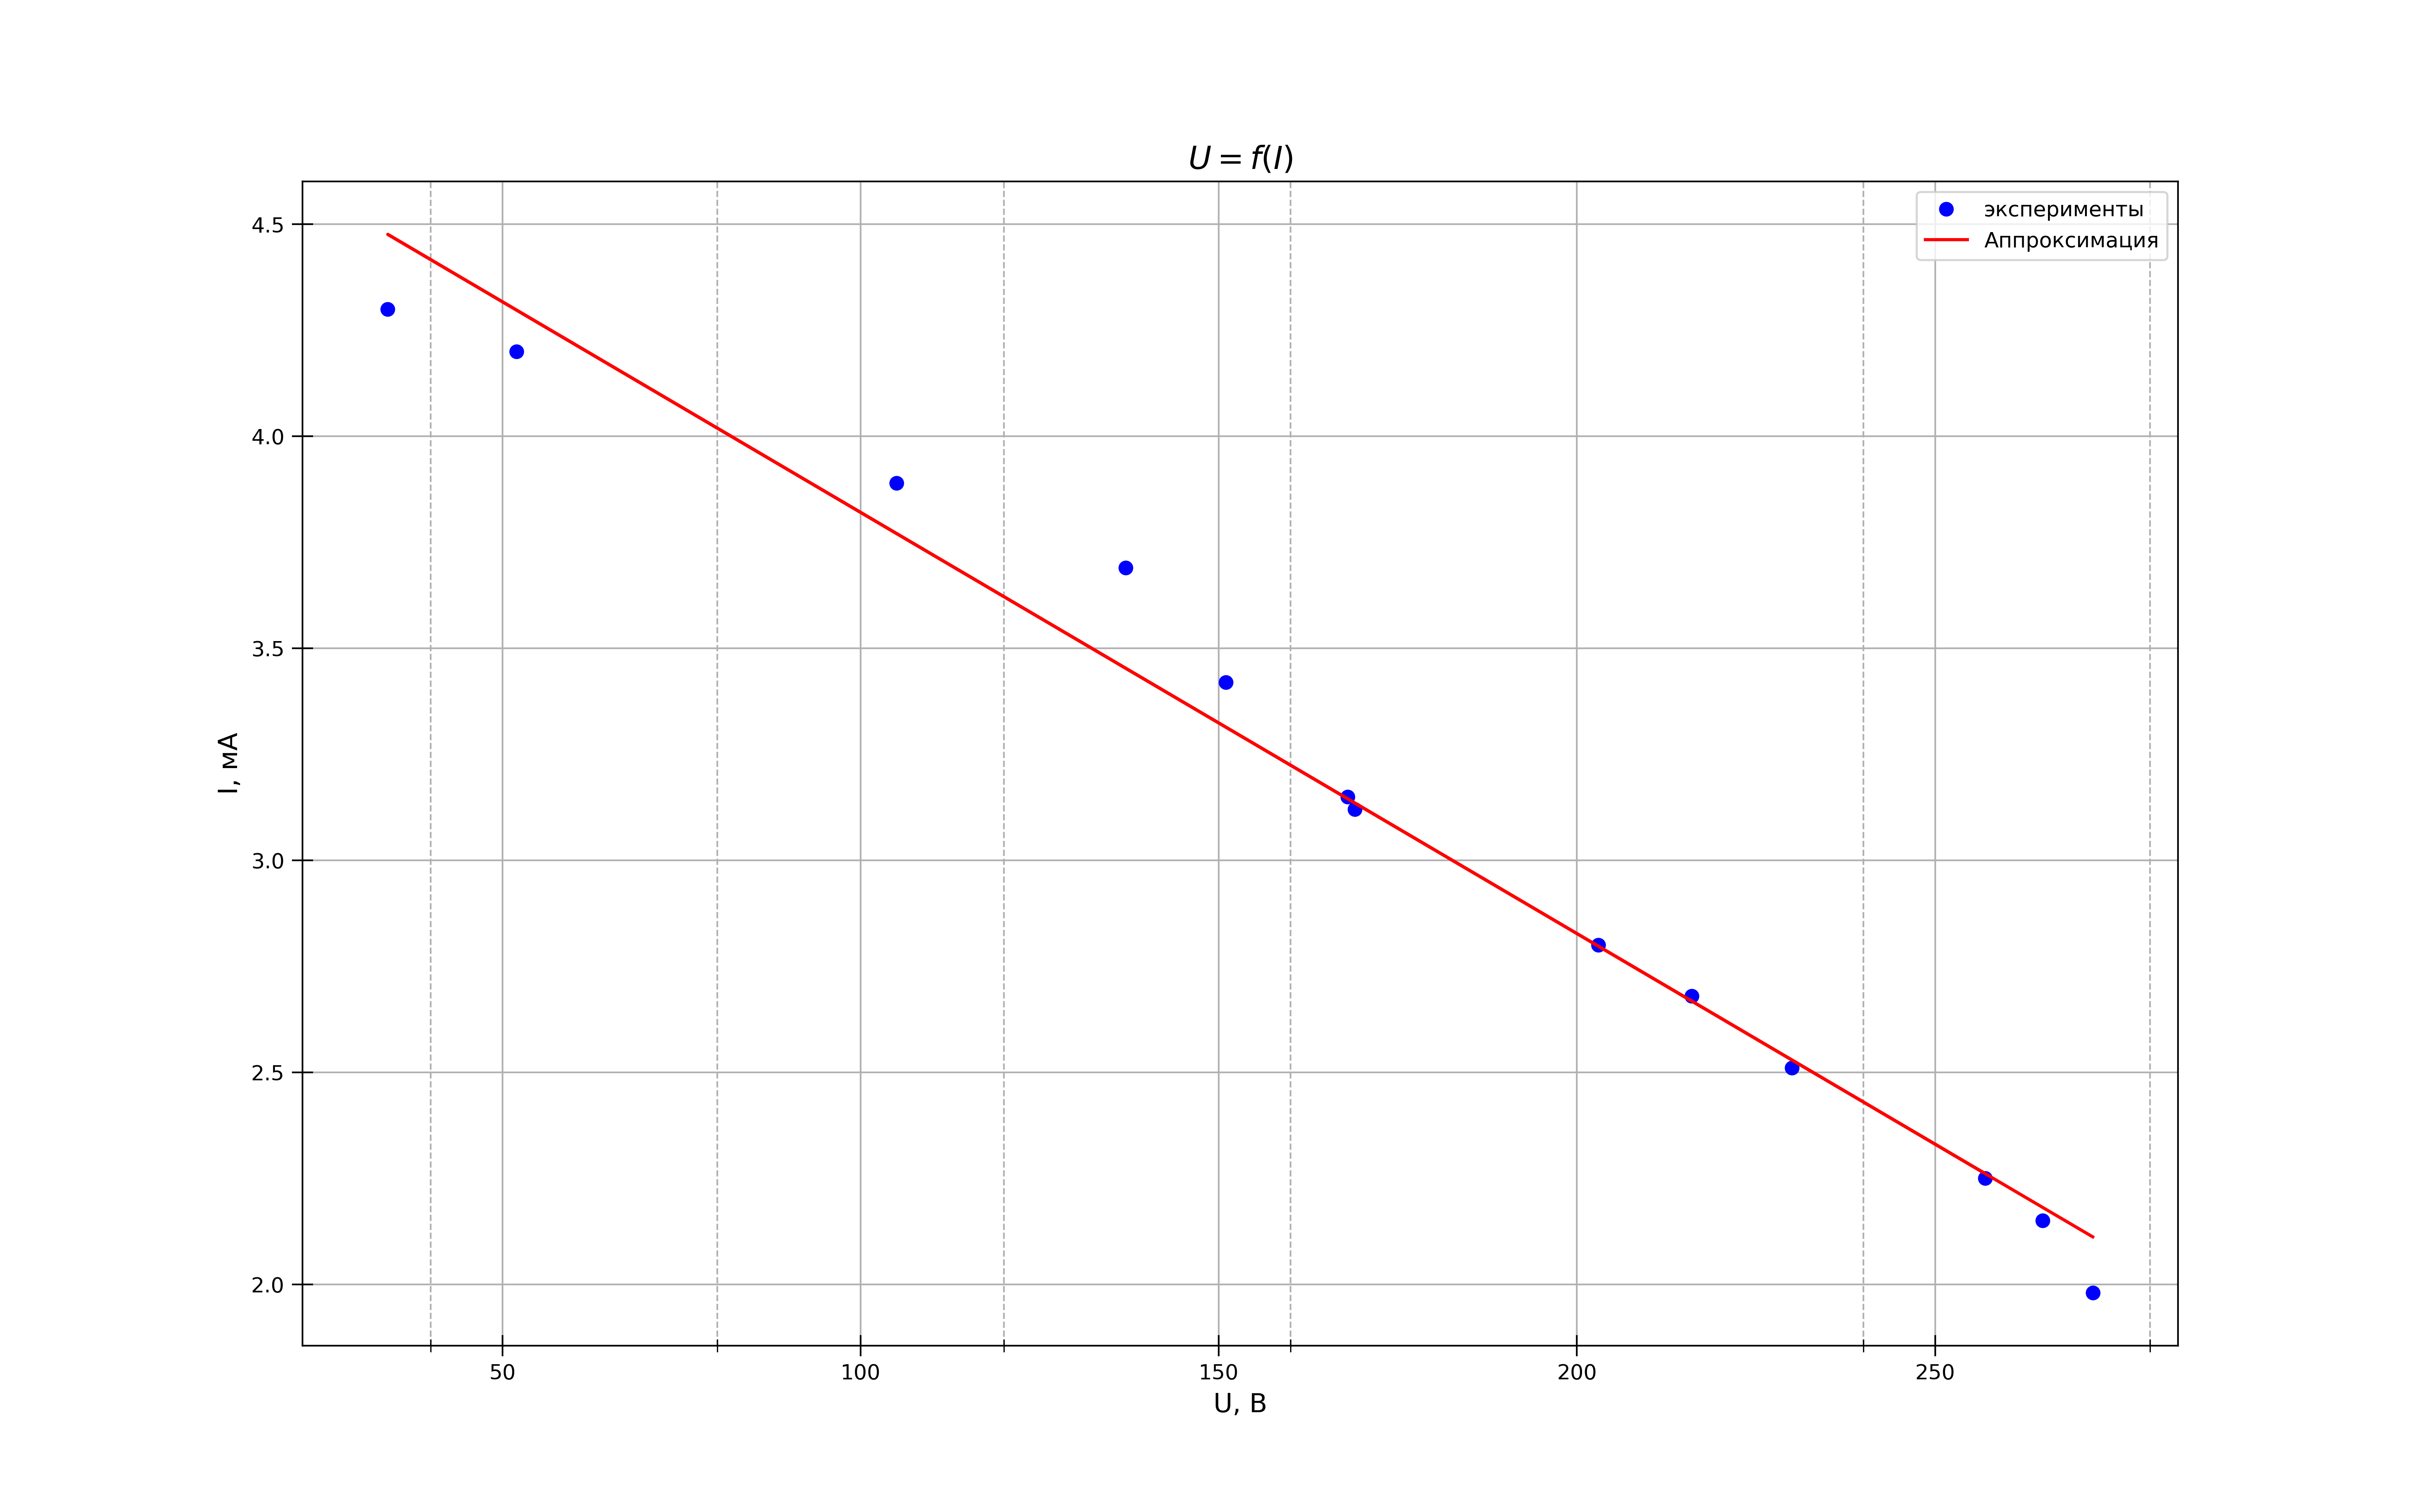 U = f(I)
эксперименты
Аппроксимация
4.5
4.0
3.5
3.0
2.5
2.0
I, мА
50 100 150 200 250
U, В